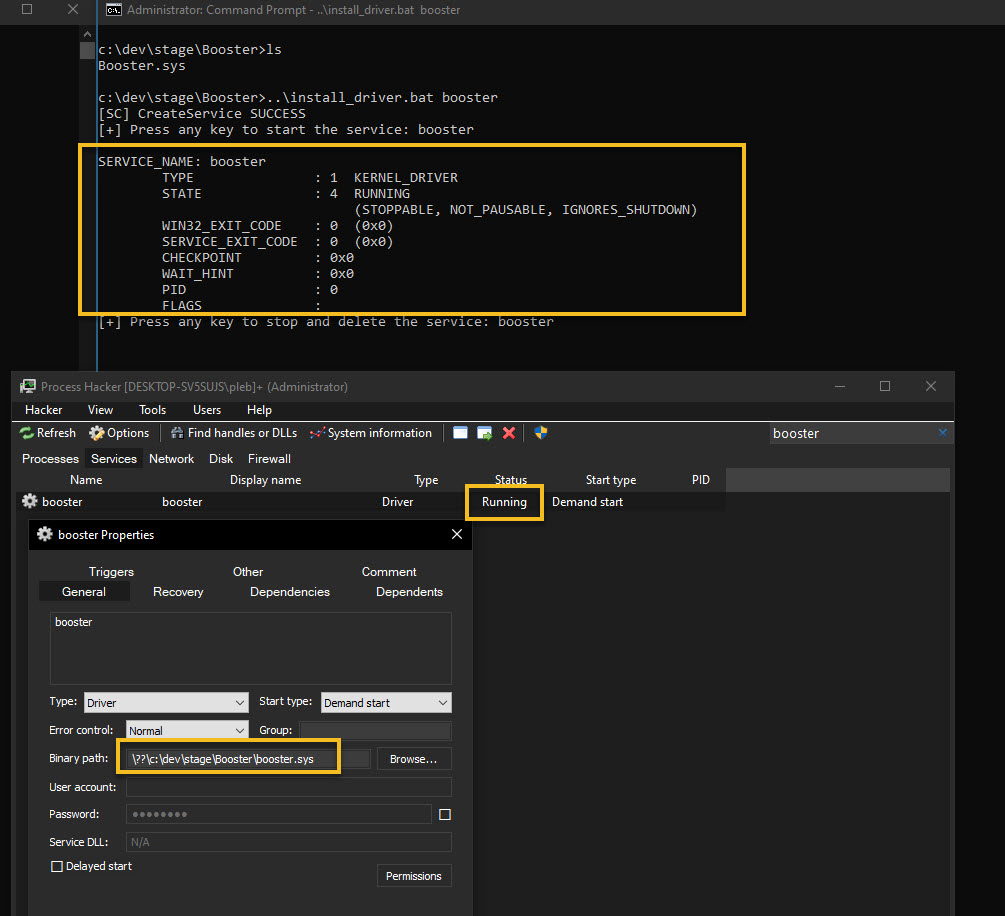 Administrator: Command Prompt - ..\install_driver.bat booster
c:\dev\stage\Booster>ls
Booster.sys
c:\dev\stage\Booster>..\install_driver.bat booster
[SC] CreateService SUCCESS
[+] Press any key to start the service: booster
SERVICE_NAME: booster
TYPE : 1 KERNEL_DRIVER
STATE : 4 RUNNING
(STOPPABLE, NOT_PAUSABLE, IGNORES_SHUTDOWN)
WIN32_EXIT_CODE : 0 (0x0)
SERVICE_EXIT_CODE : 0 (0x0)
CHECKPOINT : 0x0
WAIT_HINT : 0x0
PID : 0
FLAGS :
[+] Press any key to stop and delete the service: booster
Process Hacker [DESKTOP-SV5SUJS\pleb]+ (Administrator)
Hacker View Tools Users Help
Refresh Options Find handles or DLLs System information booster
Processes Services Network Disk Firewall
Name Display name Type Status Start type PID
booster booster Driver Running Demand start
booster Properties
Triggers Other Comment
General Recovery Dependencies Dependents
booster
Type: Driver Start type: Demand start
Error control: Normal Group:
Binary path: \??\c:\dev\stage\Booster\booster.sys Browse...
User account:
Password: ●●●●●●●●
Service DLL: N/A
Delayed start
Permissions